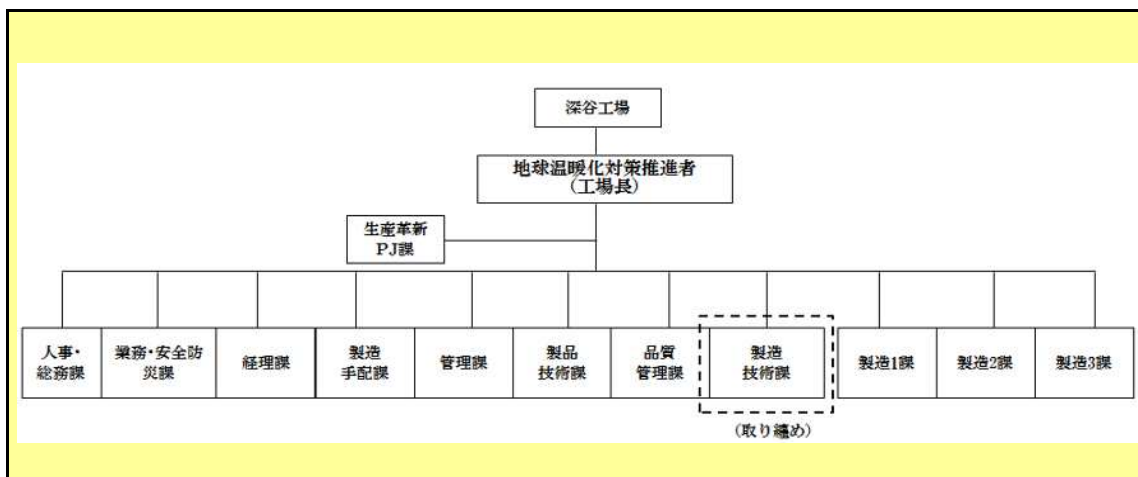 深谷工場
地球温暖化対策推進者
(工場長)
生産革新
PJ課
人事・
総務課
業務・安全防
災課
経理課
製造
手配課
管理課
製品
技術課
品質
管理課
製造
技術課
製造1課
製造2課
製造3課
(取り纏め)